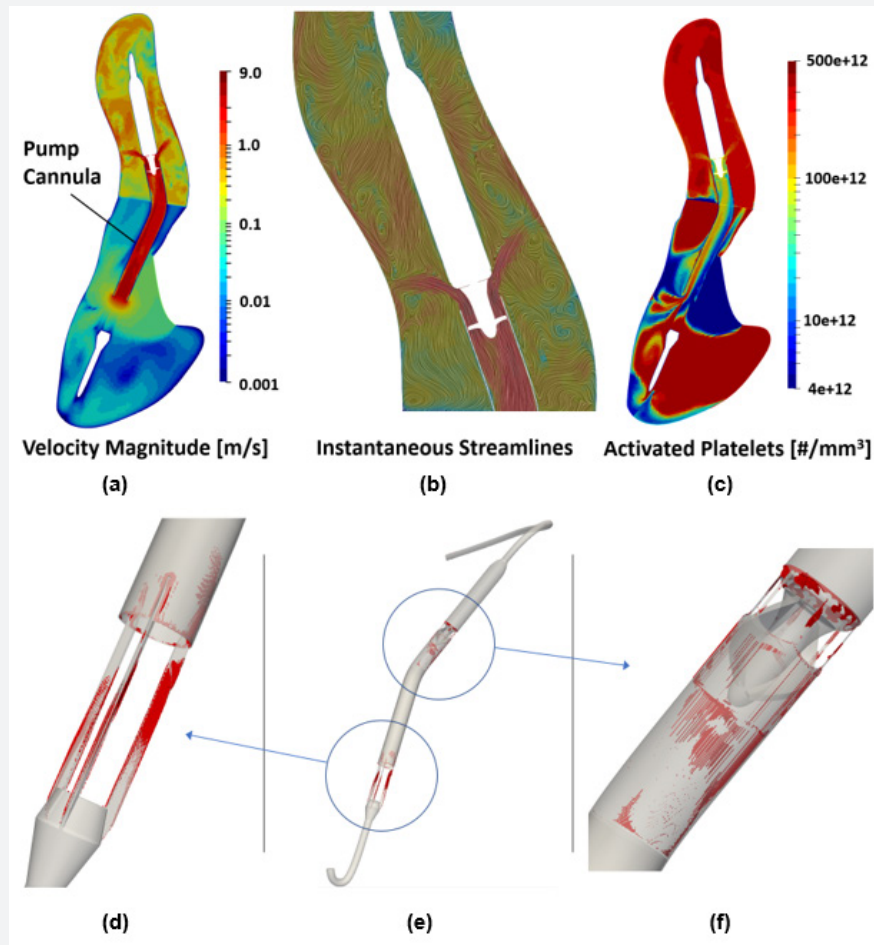 Pump
Cannula
9.0
1.0
0.1
0.01
0.001
500e+12
100e+12
10e+12
4e+12
Velocity Magnitude [m/s]
Instantaneous Streamlines
Activated Platelets [#/mm³]
(a)
(b)
(c)
(d)
(e)
(f)